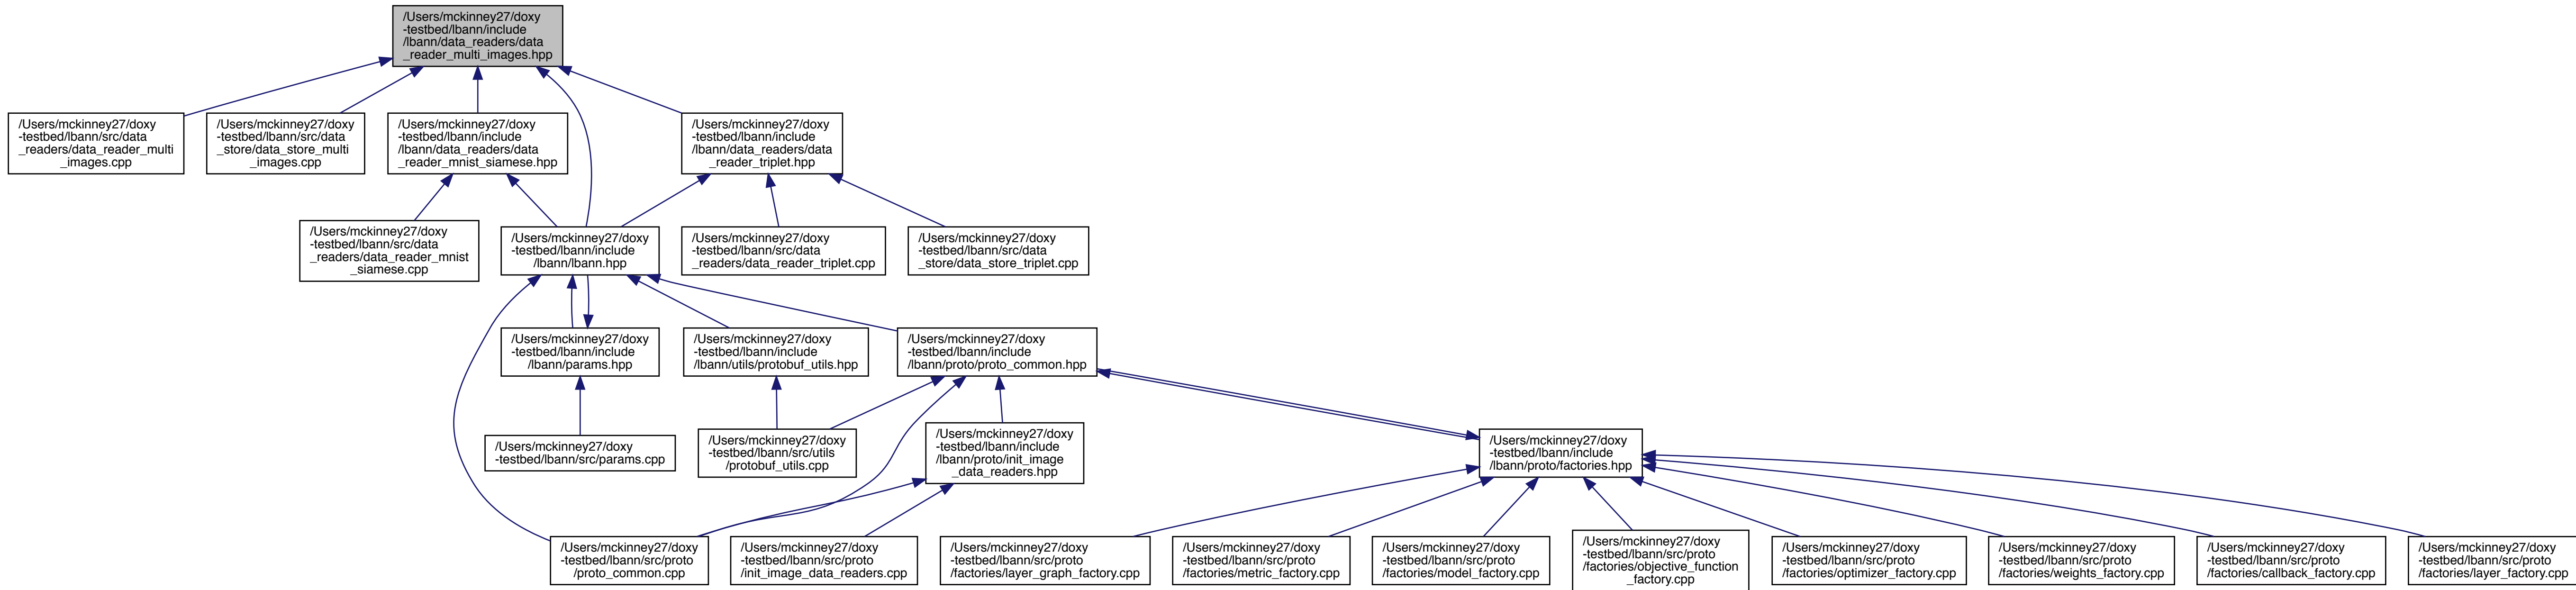 /Users/mckinney27/doxy
-testbed/lbann/include
/lbann/data_readers/data
_reader_multi_images.hpp
/Users/mckinney27/doxy
-testbed/lbann/src/data
_readers/data_reader_multi
_images.cpp
/Users/mckinney27/doxy
-testbed/lbann/src/data
_store/data_store_multi
_images.cpp
/Users/mckinney27/doxy
-testbed/lbann/include
/lbann/data_readers/data
_reader_mnist_siamese.hpp
/Users/mckinney27/doxy
-testbed/lbann/include
/lbann/data_readers/data
_reader_triplet.hpp
/Users/mckinney27/doxy
-testbed/lbann/src/data
_readers/data_reader_mnist
_siamese.cpp
/Users/mckinney27/doxy
-testbed/lbann/include
/lbann/lbann.hpp
/Users/mckinney27/doxy
-testbed/lbann/src/data
_readers/data_reader_triplet.cpp
/Users/mckinney27/doxy
-testbed/lbann/src/data
_store/data_store_triplet.cpp
/Users/mckinney27/doxy
-testbed/lbann/include
/lbann/params.hpp
/Users/mckinney27/doxy
-testbed/lbann/include
/lbann/utils/protobuf_utils.hpp
/Users/mckinney27/doxy
-testbed/lbann/include
/lbann/proto/proto_common.hpp
/Users/mckinney27/doxy
-testbed/lbann/src/params.cpp
/Users/mckinney27/doxy
-testbed/lbann/src/utils
/protobuf_utils.cpp
/Users/mckinney27/doxy
-testbed/lbann/include
/lbann/proto/init_image
_data_readers.hpp
/Users/mckinney27/doxy
-testbed/lbann/include
/lbann/proto/factories.hpp
/Users/mckinney27/doxy
-testbed/lbann/src/proto
/proto_common.cpp
/Users/mckinney27/doxy
-testbed/lbann/src/proto
/init_image_data_readers.cpp
/Users/mckinney27/doxy
-testbed/lbann/src/proto
/factories/layer_graph_factory.cpp
/Users/mckinney27/doxy
-testbed/lbann/src/proto
/factories/metric_factory.cpp
/Users/mckinney27/doxy
-testbed/lbann/src/proto
/factories/model_factory.cpp
/Users/mckinney27/doxy
-testbed/lbann/src/proto
/factories/objective_function
_factory.cpp
/Users/mckinney27/doxy
-testbed/lbann/src/proto
/factories/optimizer_factory.cpp
/Users/mckinney27/doxy
-testbed/lbann/src/proto
/factories/weights_factory.cpp
/Users/mckinney27/doxy
-testbed/lbann/src/proto
/factories/callback_factory.cpp
/Users/mckinney27/doxy
-testbed/lbann/src/proto
/factories/layer_factory.cpp